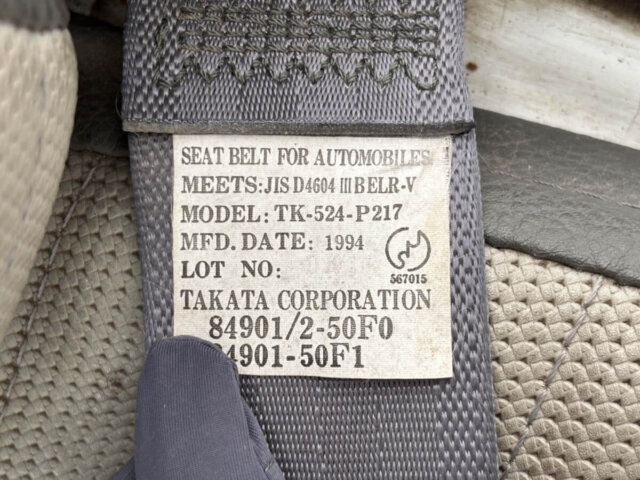 SEAT BELT FOR AUTOMOBILES
MEETS:JIS D4604 III BELR-V
MODEL: TK-524-P217
MFD. DATE: 1994
LOT NO:
567015
TAKATA CORPORATION
84901/2-50F0
4901-50F1